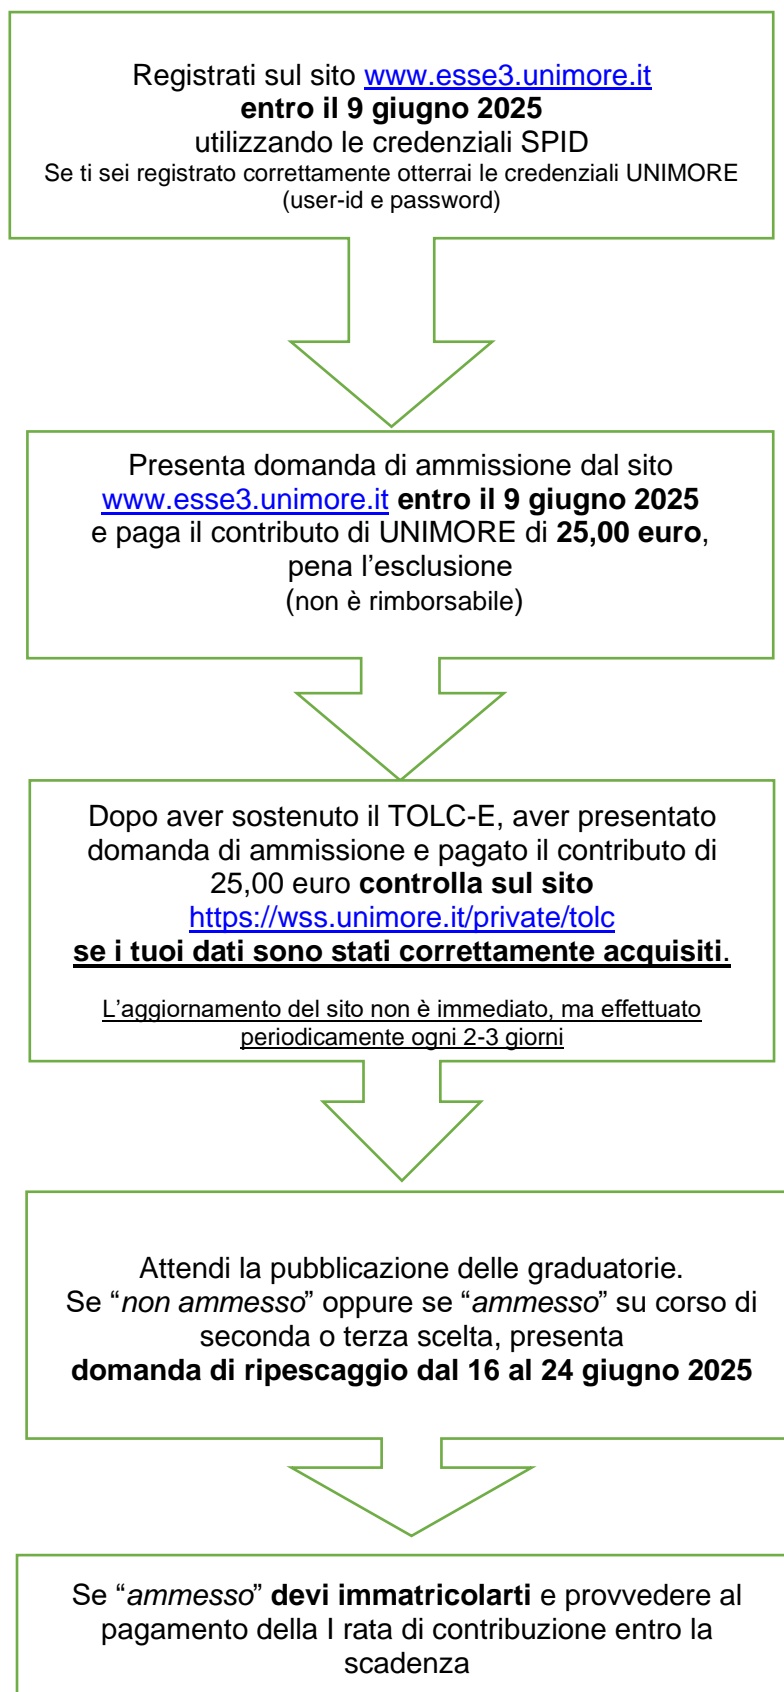 Registrati sul sito www.esse3.unimore.it
entro il 9 giugno 2025
utilizzando le credenziali SPID
Se ti sei registrato correttamente otterrai le credenziali UNIMORE
(user-id e password)
Presenta domanda di ammissione dal sito
www.esse3.unimore.it entro il 9 giugno 2025
e paga il contributo di UNIMORE di 25,00 euro,
pena l’esclusione
(non è rimborsabile)
Dopo aver sostenuto il TOLC-E, aver presentato
domanda di ammissione e pagato il contributo di
25,00 euro controlla sul sito
https://wss.unimore.it/private/tolc
se i tuoi dati sono stati correttamente acquisiti.
L’aggiornamento del sito non è immediato, ma effettuato
periodicamente ogni 2-3 giorni
Attendi la pubblicazione delle graduatorie.
Se “non ammesso” oppure se “ammesso” su corso di
seconda o terza scelta, presenta
domanda di ripescaggio dal 16 al 24 giugno 2025
Se “ammesso” devi immatricolarti e provvedere al
pagamento della I rata di contribuzione entro la
scadenza